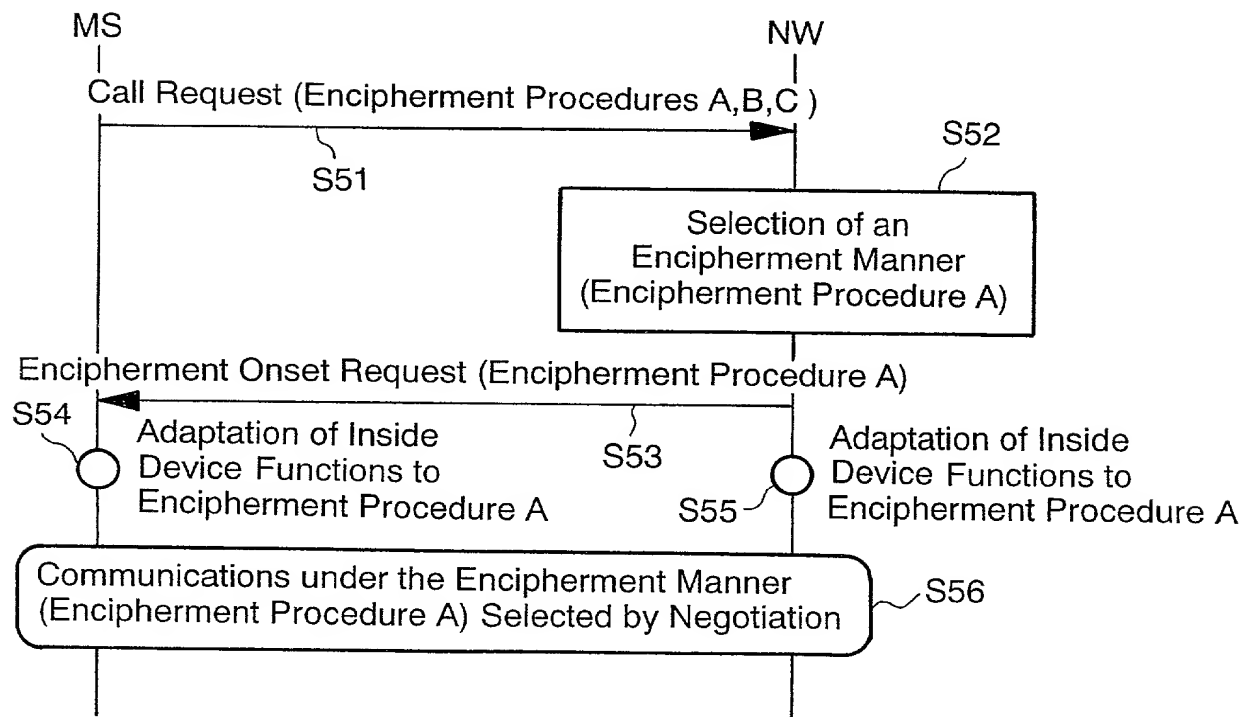 MS
NW
Call Request (Encipherment Procedures A,B,C )
S51
S52
Selection of an
Encipherment Manner
(Encipherment Procedure A)
Encipherment Onset Request (Encipherment Procedure A)
S53
S54
Adaptation of Inside
Device Functions to
Encipherment Procedure A
S55
Adaptation of Inside
Device Functions to
Encipherment Procedure A
Communications under the Encipherment Manner
(Encipherment Procedure A) Selected by Negotiation
S56